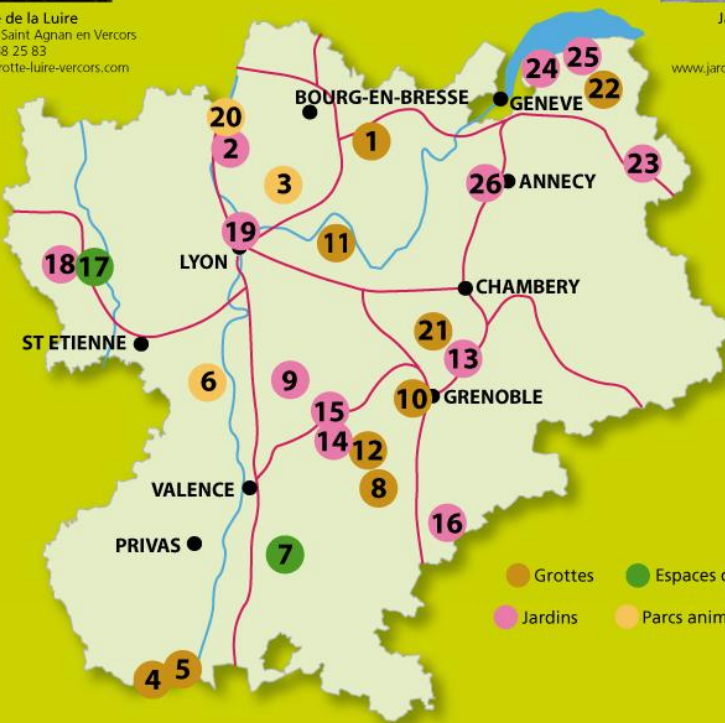 de la Luire
Saint Agnan en Vercors
8 25 83
rotte-luire-vercors.com
Ja
www.jard
BOURG-EN-BRESSE
GENEVE
24
25
22
20
2
1
3
23
26
ANNECY
19
11
LYON
18
17
CHAMBERY
ST ETIENNE
21
13
6
9
10
GRENOBLE
15
14
12
8
VALENCE
16
PRIVAS
7
Grottes
Espaces
Jardins
Parcs anim
4
5